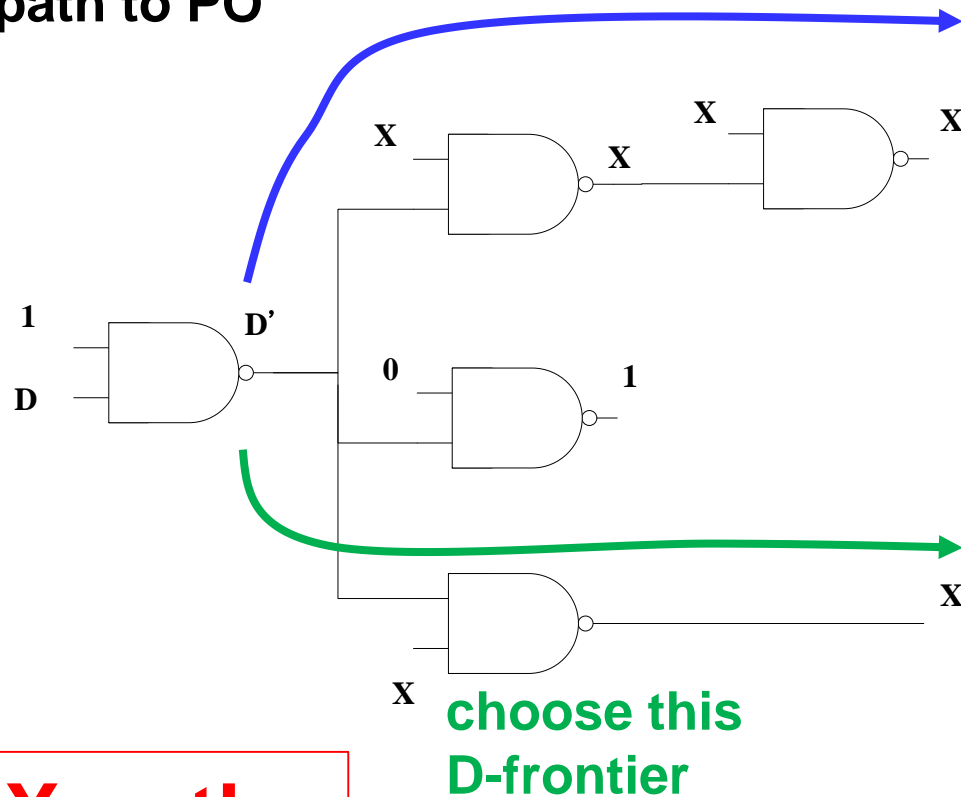 path to PO
X
X
X
X
1
D'
D
0
1
X
X
choose this
D-frontier